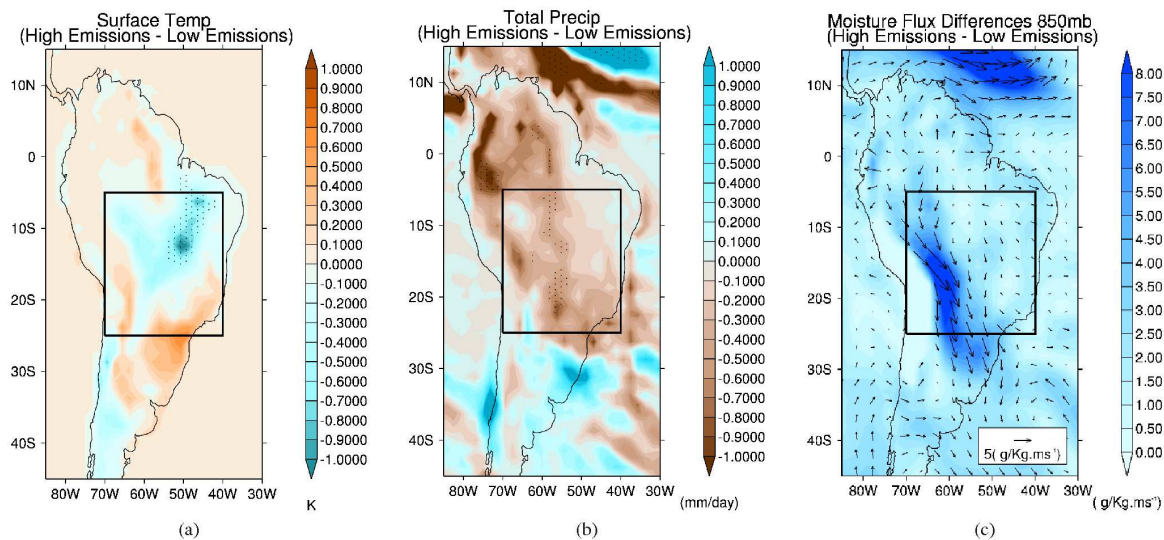 Surface Temp
(High Emissions - Low Emissions)
10N
0
10S
20S
30S
40S
80W 70W 60W 50W 40W 30W
1.0000
0.9000
0.8000
0.7000
0.6000
0.5000
0.4000
0.3000
0.2000
0.1000
0.0000
-0.1000
-0.2000
-0.3000
-0.4000
-0.5000
-0.6000
-0.7000
-0.8000
-0.9000
-1.0000
K
(a)
Total Precip
(High Emissions - Low Emissions)
10N
0
10S
20S
30S
40S
80W 70W 60W 50W 40W 30W
1.0000
0.9000
0.8000
0.7000
0.6000
0.5000
0.4000
0.3000
0.2000
0.1000
0.0000
-0.1000
-0.2000
-0.3000
-0.4000
-0.5000
-0.6000
-0.7000
-0.8000
-0.9000
-1.0000
(mm/day)
(b)
Moisture Flux Differences 850mb
(High Emissions - Low Emissions)
10N
0
10S
20S
30S
40S
80W 70W 60W 50W 40W 30W
5( g/Kg.ms⁻¹)
8.00
7.50
7.00
6.50
6.00
5.50
5.00
4.50
4.00
3.50
3.00
2.50
2.00
1.50
1.00
0.50
0.00
( g/Kg.ms⁻¹)
(c)